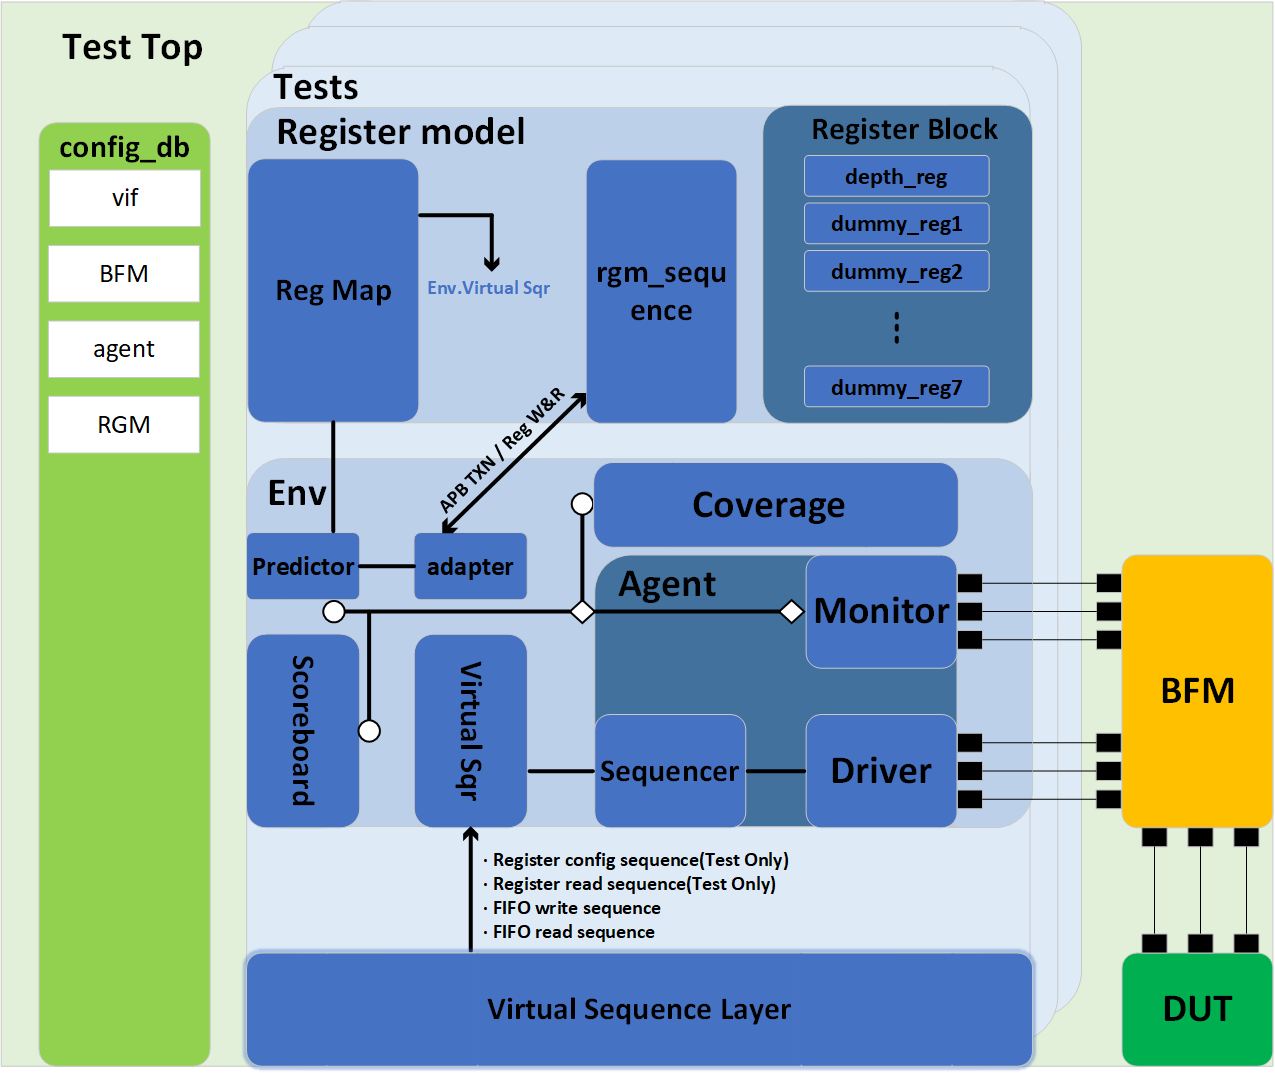 Test Top
config_db
vif
BFM
agent
RGM
Tests
Register model
Reg Map
Env.Virtual Sqr
rgm_sequ
ence
Register Block
depth_reg
dummy_reg1
dummy_reg2
dummy_reg7
APB TXN / Reg W&R
Env
Predictor
adapter
Coverage
Agent
Monitor
Scoreboard
Virtual Sqr
Sequencer
Driver
BFM
· Register config sequence(Test Only)
· Register read sequence(Test Only)
· FIFO write sequence
· FIFO read sequence
Virtual Sequence Layer
DUT